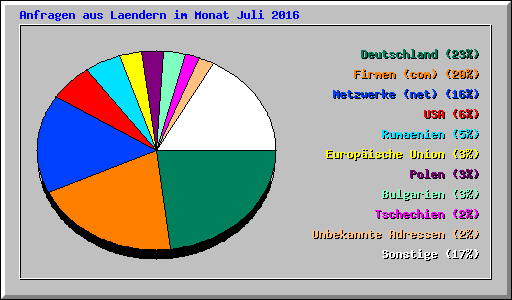 Anfragen aus Laendern im Monat Juli 2016
Deutschland (23%)
Firmen (com) (20%)
Netzwerke (net) (16%)
USA (6%)
Rumaenien (5%)
Europäische Union (3%)
Polen (3%)
Bulgarien (3%)
Tschechien (2%)
Unbekannte Adressen (2%)
Sonstige (17%)